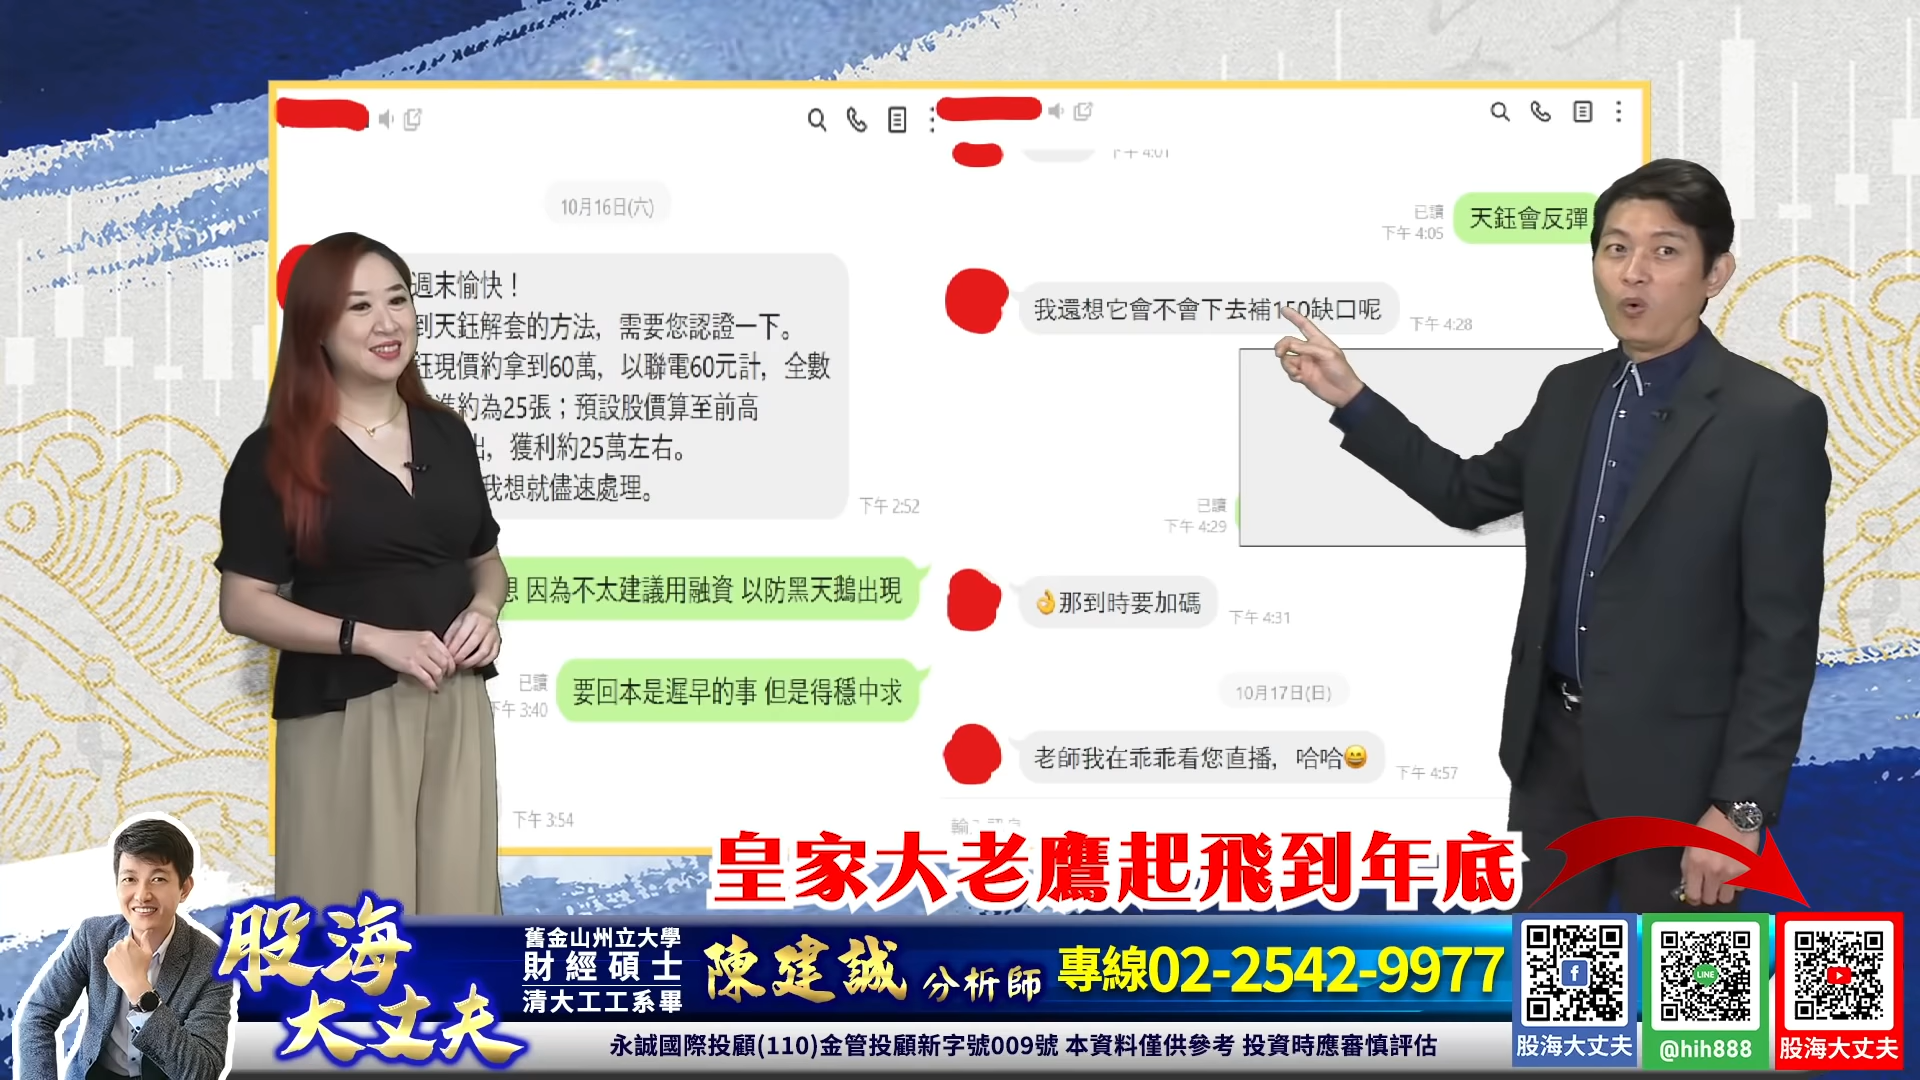 10月16日(六)
週末愉快！
到天鈺解套的方法，需要您認證一下。
鈺現價約拿到60萬，以聯電60元計，全數
進約為25張；預設股價算至前高
出，獲利約25萬左右。
我想就儘速處理。
下午 2:52
想 因為不太建議用融資 以防黑天鵝出現
已讀
下午 3:40
要回本是遲早的事 但是得穩中求
下午 3:54
下午 4:01
已讀
下午 4:05
天鈺會反彈
我還想它會不會下去補150缺口呢
下午 4:28
已讀
下午 4:29
👌那到時要加碼
下午 4:31
10月17日(日)
老師我在乖乖看您直播，哈哈😄
下午 4:57
皇家大老鷹起飛到年底
股海
大丈夫
舊金山州立大學
財經碩士
清大工工系畢
陳建誠 分析師
專線02-2542-9977
永誠國際投顧(110)金管投顧新字號009號 本資料僅供參考 投資時應審慎評估
股海大丈夫
LINE
@hih888
股海大丈夫